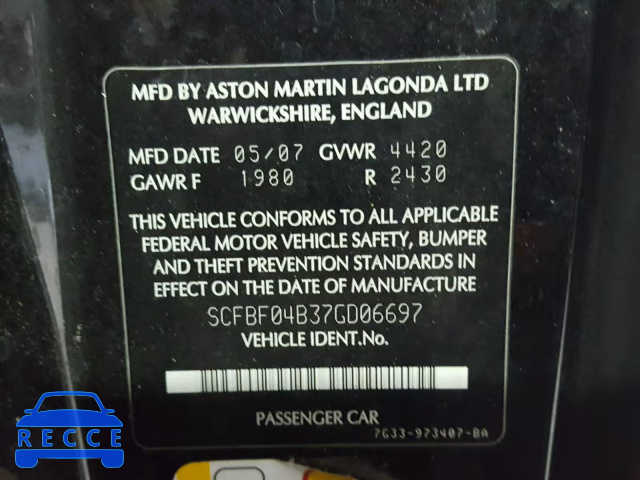 MFD BY ASTON MARTIN LAGONDA LTD
WARWICKSHIRE, ENGLAND
MFD DATE 05/07 GVWR 4420
GAWR F 1980 R 2430
THIS VEHICLE CONFORMS TO ALL APPLICABLE
FEDERAL MOTOR VEHICLE SAFETY, BUMPER
AND THEFT PREVENTION STANDARDS IN
EFFECT ON THE DATE OF MANUFACTURE
SCFBF04B37GD06697
VEHICLE IDENT.No.
PASSENGER CAR
7G33-973407-BA
RECCE